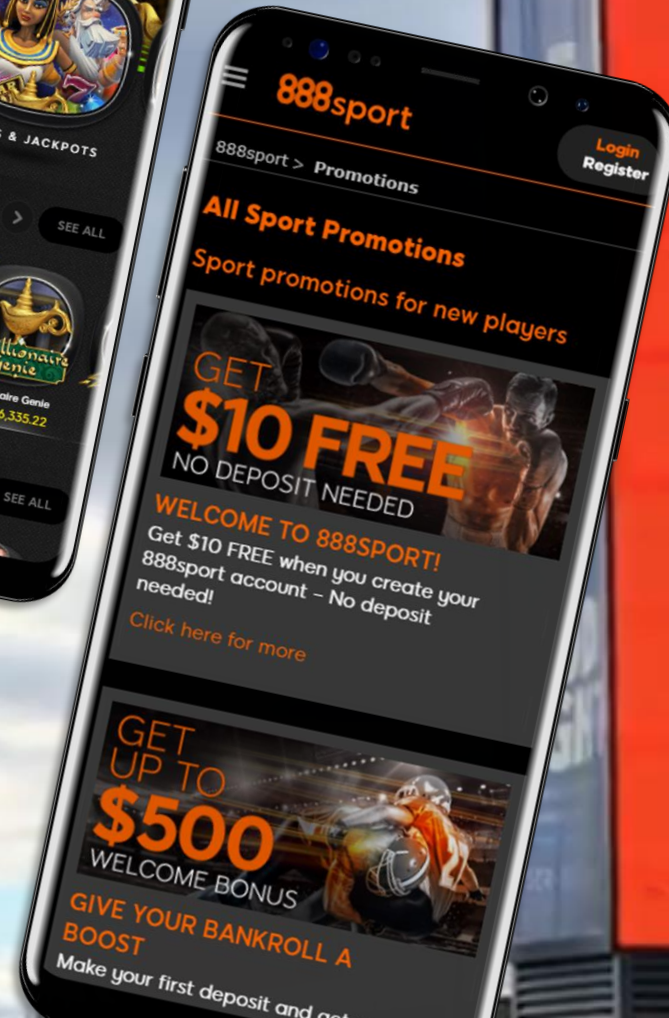 S & JACKPOTS
SEE ALL
llionaire
enie
aire Genie
6,335.22
SEE ALL
888sport
Login
Register
888sport > Promotions
All Sport Promotions
Sport promotions for new players
GET
$10 FREE
NO DEPOSIT NEEDED
WELCOME TO 888SPORT!
Get $10 FREE when you create your
888sport account – No deposit
needed!
Click here for more
GET
UP TO
$500
WELCOME BONUS
GIVE YOUR BANKROLL A
BOOST
Make your first deposit and get